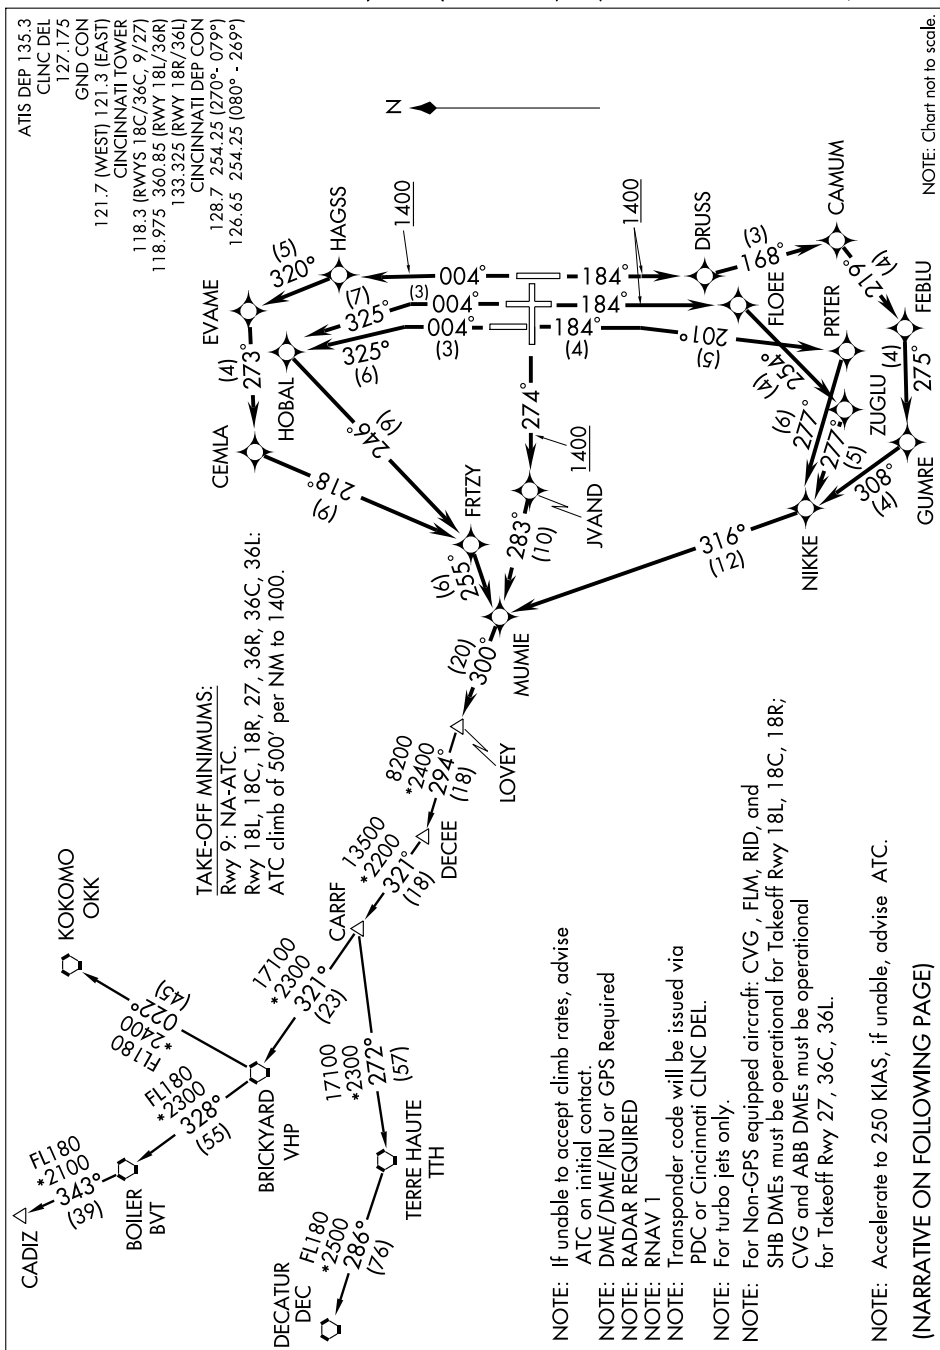 ATIS DEP 135.3
CLNC DEL
127.175
GND CON
121.7 (WEST) 121.3 (EAST)
CINCINNATI TOWER
118.3 (RWYS 18C/36C, 9/27)
118.975 360.85 (RWY 18L/36R)
133.325 (RWY 18R/36L)
CINCINNATI DEP CON
128.7 254.25 (270°- 079°)
126.65 254.25 (080° - 269°)
N
NOTE: Chart not to scale.
EVAME
(5)
320°
HAGSS
1400
004°
184°
1400
DRUSS
(3)
168°
CAMUM
(4)
219°
FEBLU
(4)
275°
GUMRE
308°
(4)
(4)
273°
CEMLA
218°
(9)
HOBAL
(7)
325°
(3)
004°
184°
FLOEE
254°
(4)
ZUGLU
277°
(5)
325°
(9)
004°
(3)
184°
(4)
201°
(5)
PRTER
277°
(6)
NIKKE
316°
(12)
246°
(9)
FRTZY
(6)
255°
274°
1400
JVAND
283°
(10)
MUMIE
(20)
300°
LOVEY
8200
*2400
294°
(18)
DECEE
13500
*2200
321°
(18)
CARRF
17100
*2300
321°
(23)
BRICKYARD
VHP
FL180
*2400
022°
(45)
KOKOMO
OKK
FL180
*2300
328°
(55)
BOILER
BVT
FL180
*2100
343°
(39)
CADIZ
17100
*2300
272°
(57)
TERRE HAUTE
TTH
FL180
*2500
286°
(76)
DECATUR
DEC
TAKE-OFF MINIMUMS:
Rwy 9: NA-ATC.
Rwy 18L, 18C, 18R, 27, 36R, 36C, 36L:
ATC climb of 500' per NM to 1400.
NOTE: If unable to accept climb rates, advise
ATC on initial contact.
NOTE: DME/DME/IRU or GPS Required
NOTE: RADAR REQUIRED
NOTE: RNAV 1
NOTE: Transponder code will be issued via
PDC or Cincinnati CLNC DEL.
NOTE: For turbo jets only.
NOTE: For Non-GPS equipped aircraft: CVG , FLM, RID, and
SHB DMEs must be operational for Takeoff Rwy 18L, 18C, 18R;
CVG and ABB DMEs must be operational
for Takeoff Rwy 27, 36C, 36L.
NOTE: Accelerate to 250 KIAS, if unable, advise ATC.
(NARRATIVE ON FOLLOWING PAGE)